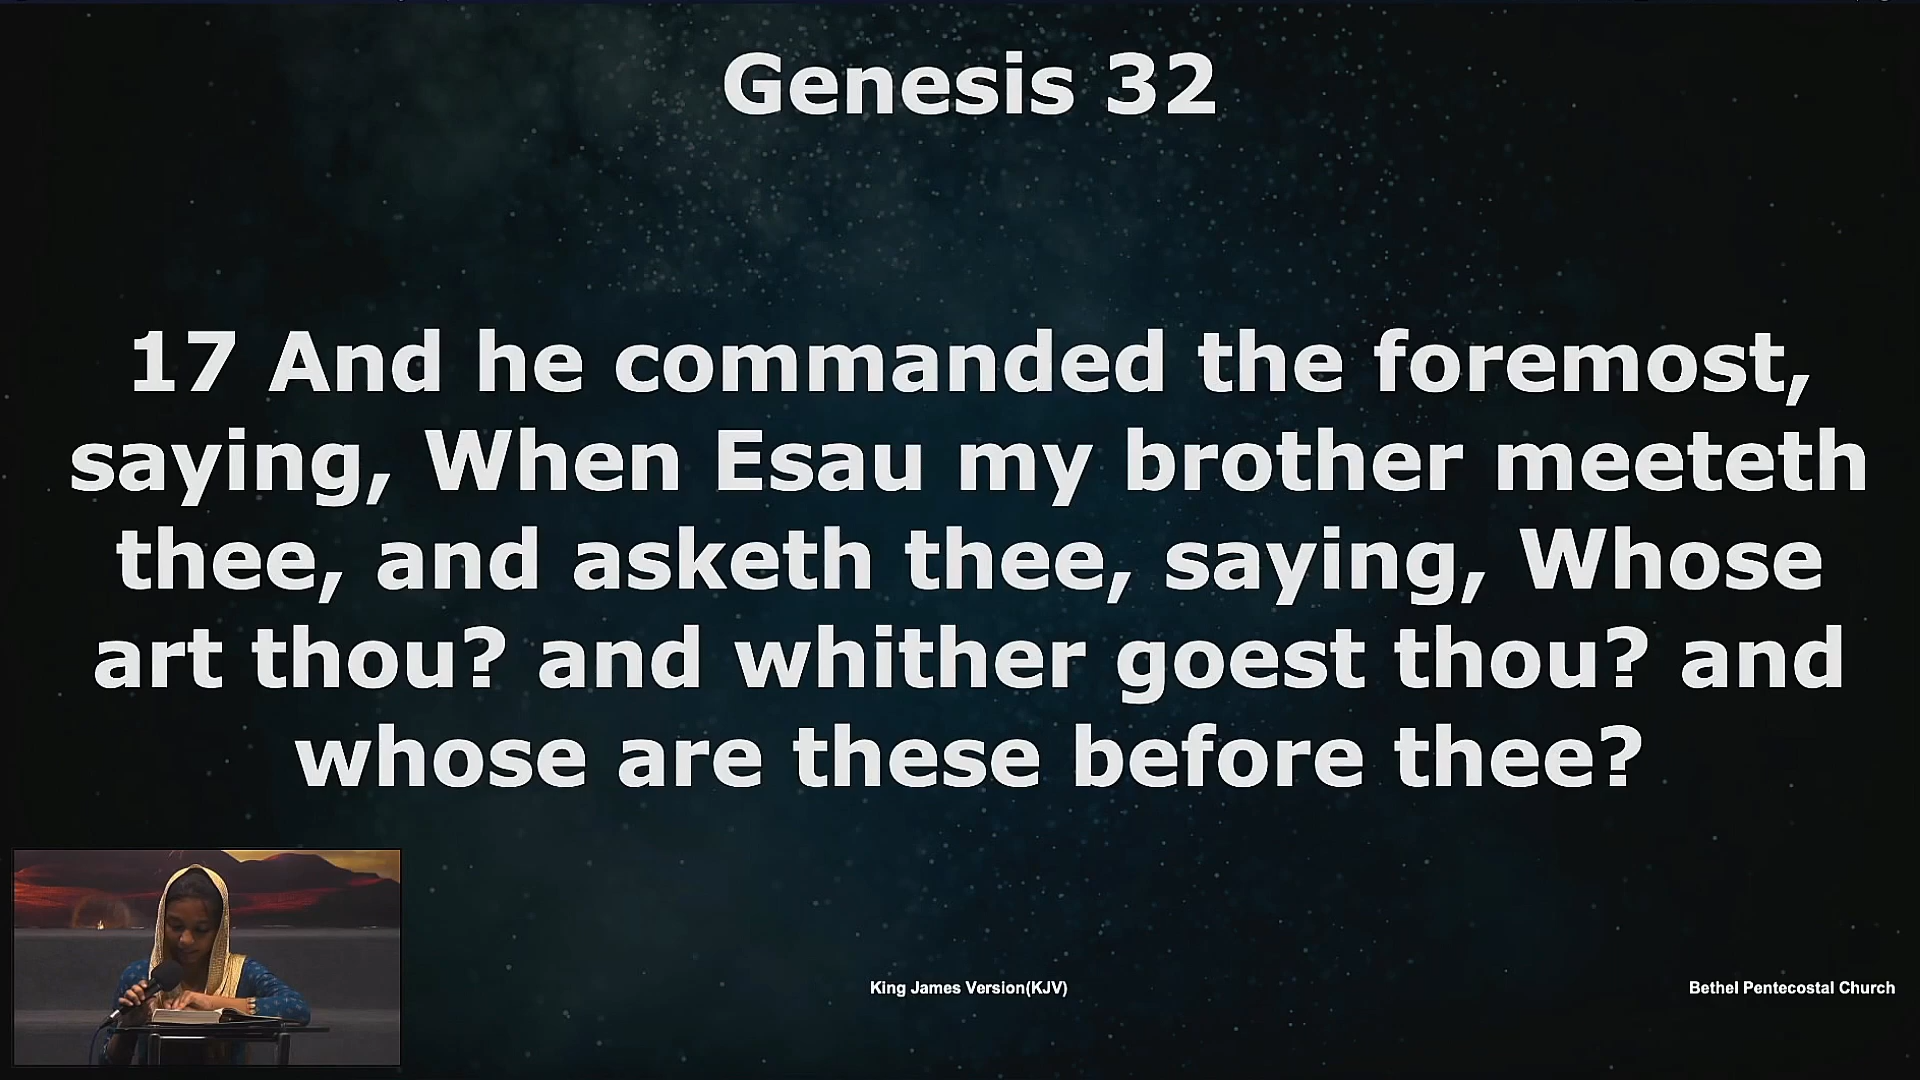 Genesis 32
17 And he commanded the foremost,
saying, When Esau my brother meeteth
thee, and asketh thee, saying, Whose
art thou? and whither goest thou? and
whose are these before thee?
King James Version(KJV)
Bethel Pentecostal Church